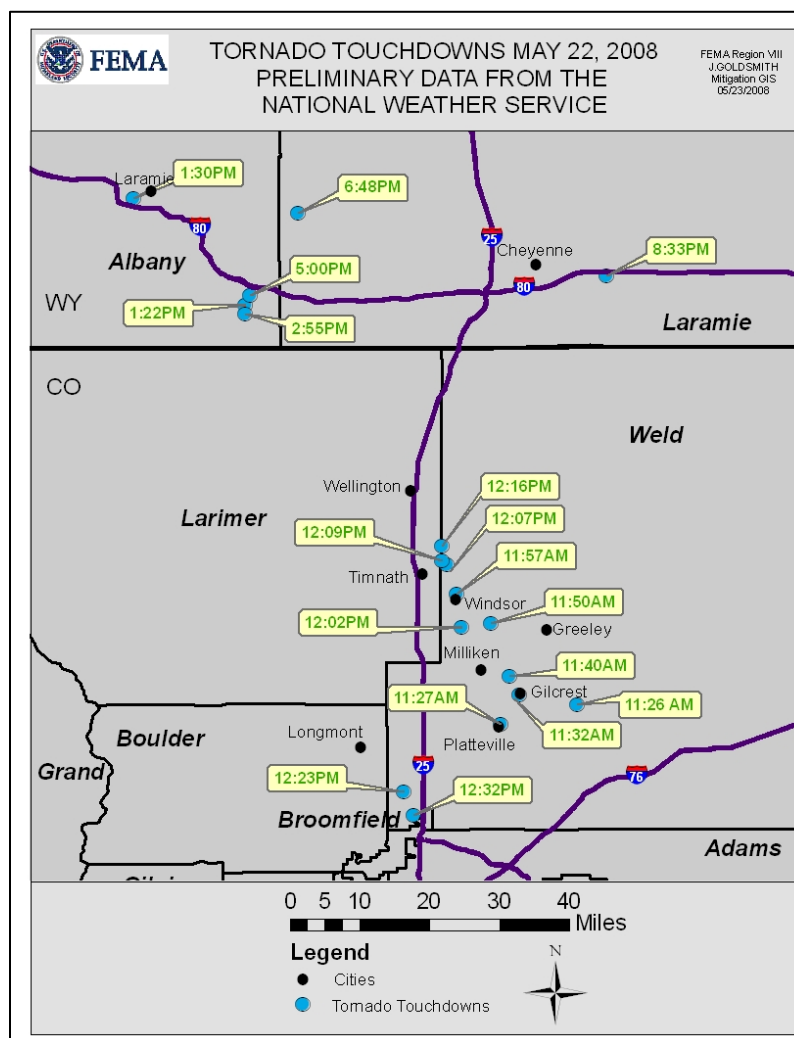 FEMA
TORNADO TOUCHDOWNS MAY 22, 2008
PRELIMINARY DATA FROM THE
NATIONAL WEATHER SERVICE
FEMA Region VIII
J.GOLDSMITH
Mitigation GIS
05/23/2008
Laramie
1:30PM
6:48PM
80
25
Cheyenne
8:33PM
Albany
5:00PM
80
WY
1:22PM
2:55PM
Laramie
CO
Weld
Wellington
12:16PM
Larimer
12:09PM
12:07PM
11:57AM
Timnath
Windsor
11:50AM
12:02PM
Greeley
Milliken
11:40AM
11:27AM
Gilcrest
11:26 AM
11:32AM
Boulder
Longmont
Platteville
Grand
25
76
12:23PM
12:32PM
Broomfield
Adams
0 5 10 20 30 40
Miles
Legend
N
Cities
Tornado Touchdowns